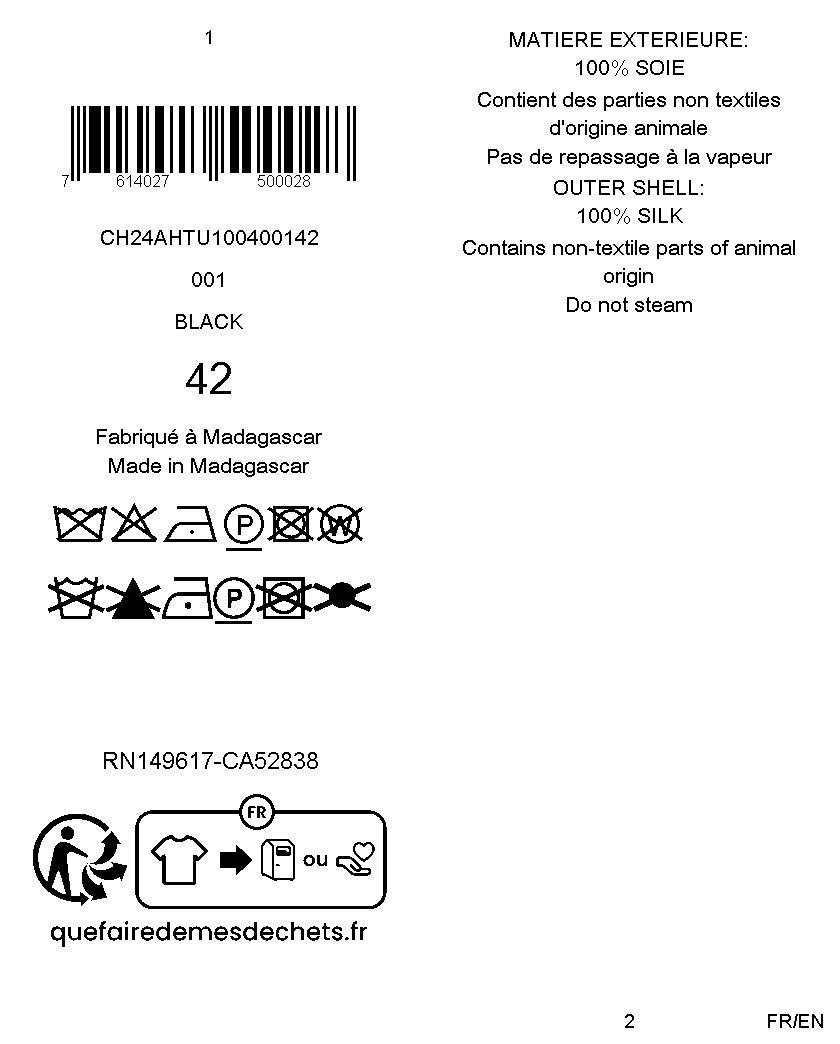 1
7 614027 500028
CH24AHTU100400142
001
BLACK
42
Fabriqué à Madagascar
Made in Madagascar
P W
P
RN149617-CA52838
FR
ou
quefairedemesdechets.fr
MATIERE EXTERIEURE:
100% SOIE
Contient des parties non textiles
d'origine animale
Pas de repassage à la vapeur
OUTER SHELL:
100% SILK
Contains non-textile parts of animal
origin
Do not steam
2
FR/EN